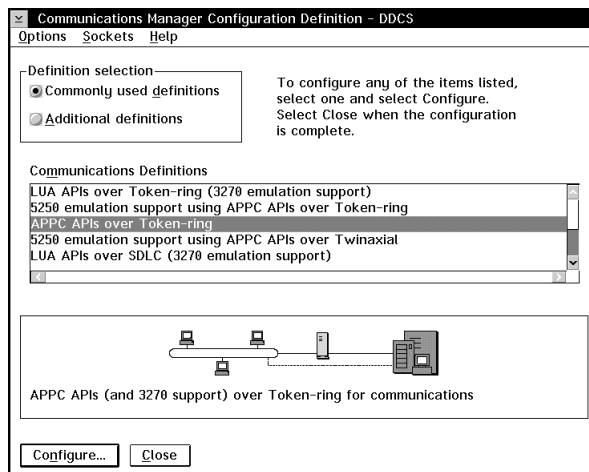 Communications Manager Configuration Definition - DDCS
Options Sockets Help
Definition selection
Commonly used definitions
Additional definitions
To configure any of the items listed,
select one and select Configure.
Select Close when the configuration
is complete.
Communications Definitions
LUA APIs over Token-ring (3270 emulation support)
5250 emulation support using APPC APIs over Token-ring
APPC APIs over Token-ring
5250 emulation support using APPC APIs over Twinaxial
LUA APIs over SDLC (3270 emulation support)
APPC APIs (and 3270 support) over Token-ring for communications
Configure... Close